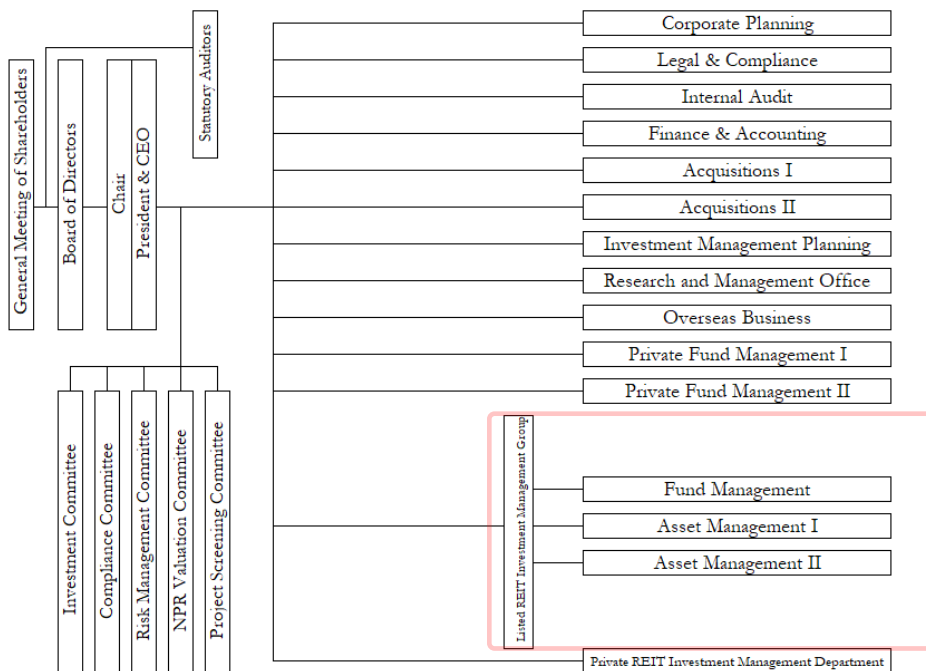 General Meeting of Shareholders
Board of Directors
Chair
President & CEO
Statutory Auditors
Investment Committee
Compliance Committee
Risk Management Committee
NPR Valuation Committee
Project Screening Committee
Corporate Planning
Legal & Compliance
Internal Audit
Finance & Accounting
Acquisitions I
Acquisitions II
Investment Management Planning
Research and Management Office
Overseas Business
Private Fund Management I
Private Fund Management II
Listed REIT Investment Management Group
Fund Management
Asset Management I
Asset Management II
Private REIT Investment Management Department